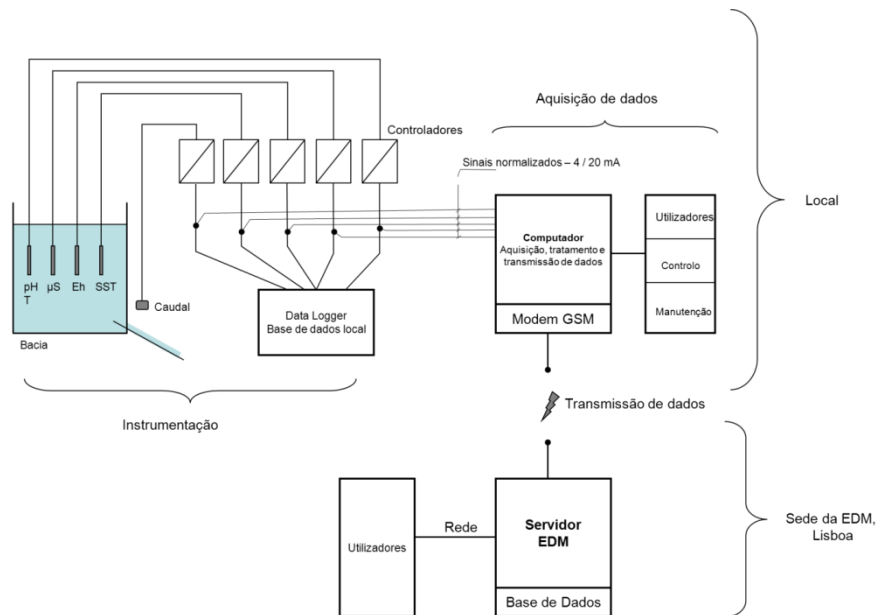 Aquisição de dados
Controladores
Sinais normalizados – 4 / 20 mA
Local
Utilizadores
Controlo
Manutenção
Computador
Aquisição, tratamento e
transmissão de dados
Modem GSM
pH
T
µS
Eh
SST
Caudal
Bacia
Data Logger
Base de dados local
Instrumentação
Transmissão de dados
Utilizadores
Rede
Servidor
EDM
Base de Dados
Sede da EDM,
Lisboa